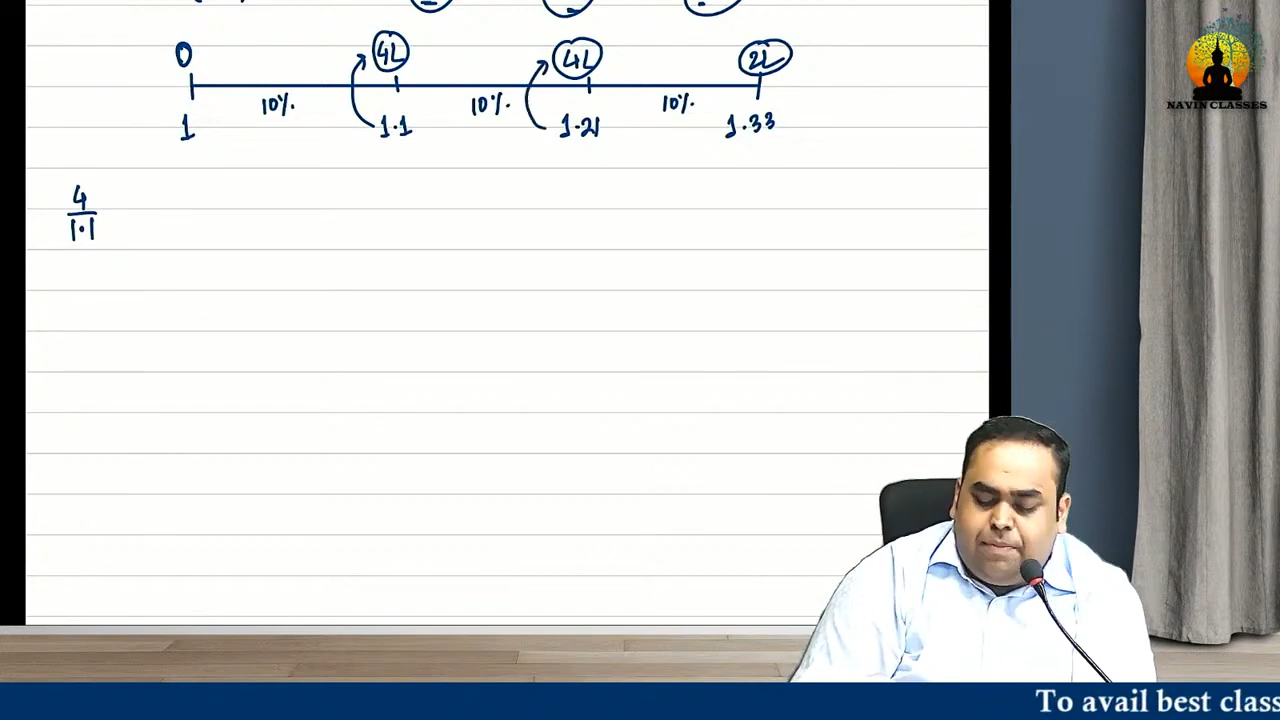 0 4L 4L 2L
10% 10% 10%
1 1.1 1.21 1.33
4
1.1
NAVIN CLASSES
To avail best class